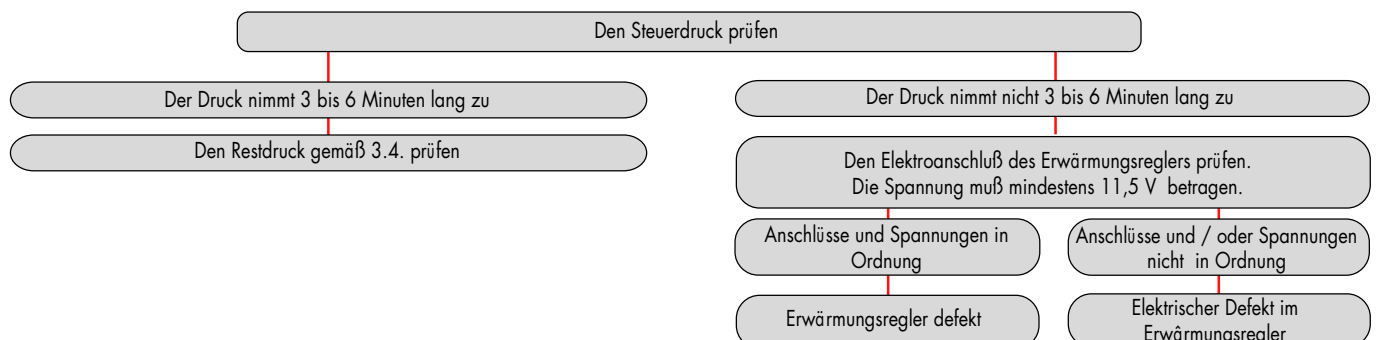 Den Steuerdruck prüfen
Der Druck nimmt 3 bis 6 Minuten lang zu
Der Druck nimmt nicht 3 bis 6 Minuten lang zu
Den Restdruck gemäß 3.4. prüfen
Den Elektroanschluß des Erwärmungsreglers prüfen.
Die Spannung muß mindestens 11,5 V betragen.
Anschlüsse und Spannungen in
Ordnung
Anschlüsse und / oder Spannungen
nicht in Ordnung
Erwärmungsregler defekt
Elektrischer Defekt im
Erwârmungsregler